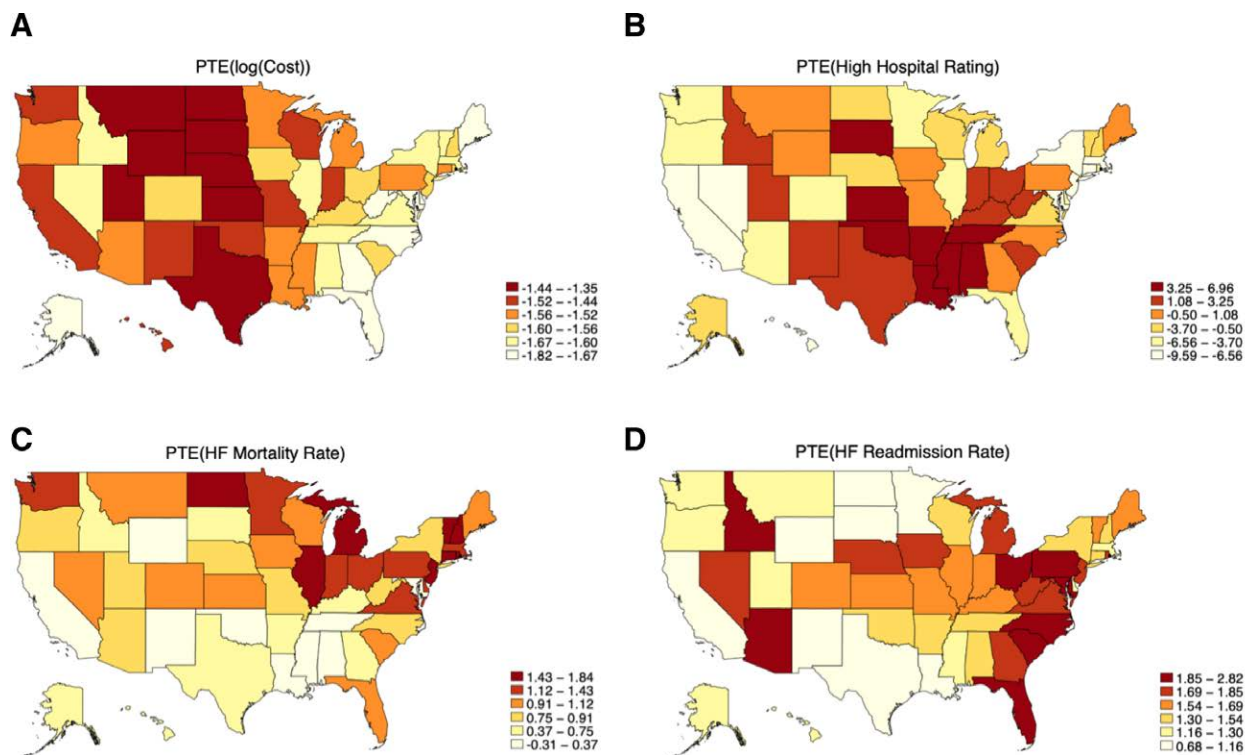 A
PTE(log(Cost))
-1.44 – -1.35
-1.52 – -1.44
-1.56 – -1.52
-1.60 – -1.56
-1.67 – -1.60
-1.82 – -1.67
B
PTE(High Hospital Rating)
3.25 – 6.96
1.08 – 3.25
-0.50 – 1.08
-3.70 – -0.50
-6.56 – -3.70
-9.59 – -6.56
C
PTE(HF Mortality Rate)
1.43 – 1.84
1.12 – 1.43
0.91 – 1.12
0.75 – 0.91
0.37 – 0.75
-0.31 – 0.37
D
PTE(HF Readmission Rate)
1.85 – 2.82
1.69 – 1.85
1.54 – 1.69
1.30 – 1.54
1.16 – 1.30
0.68 – 1.16